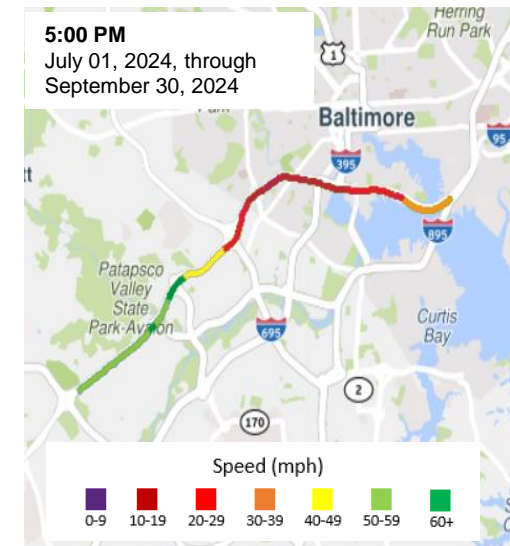 5:00 PM
July 01, 2024, through
September 30, 2024
Herring
Run Park
1
Baltimore
95
395
895
Patapsco
Valley
State
Park-Avalon
Curtis
Bay
695
2
170
Speed (mph)
0-9 10-19 20-29 30-39 40-49 50-59 60+